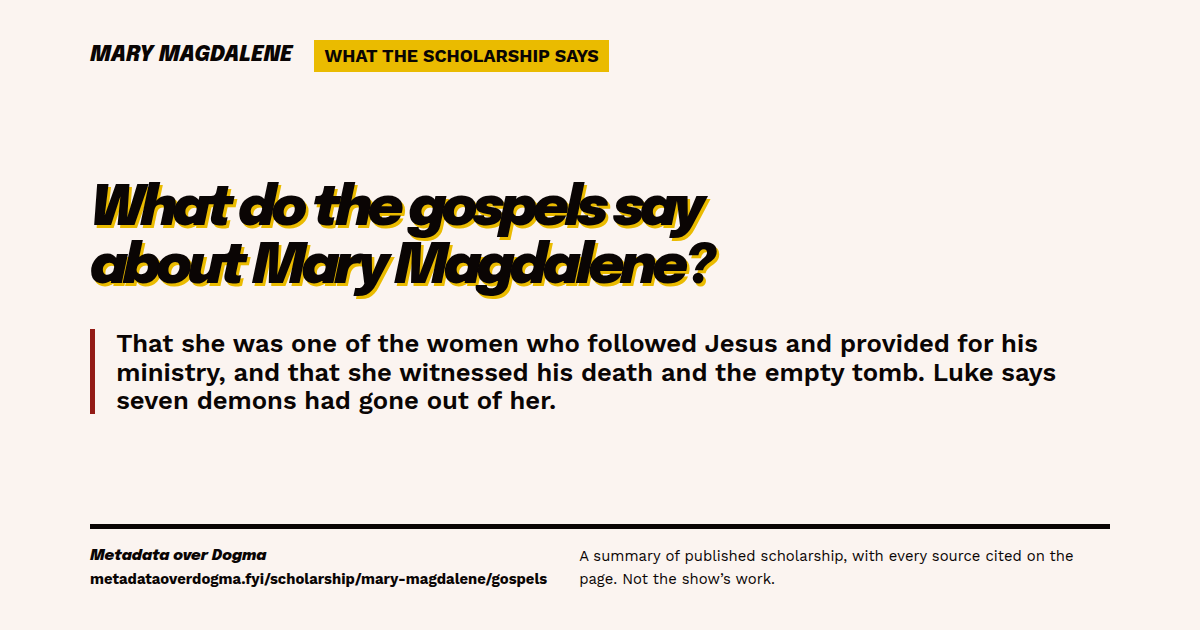 MARY MAGDALENE
WHAT THE SCHOLARSHIP SAYS
What do the gospels say
about Mary Magdalene?
That she was one of the women who followed Jesus and provided for his
ministry, and that she witnessed his death and the empty tomb. Luke says
seven demons had gone out of her.
Metadata over Dogma
metadataoverdogma.fyi/scholarship/mary-magdalene/gospels
A summary of published scholarship, with every source cited on the
page. Not the show’s work.